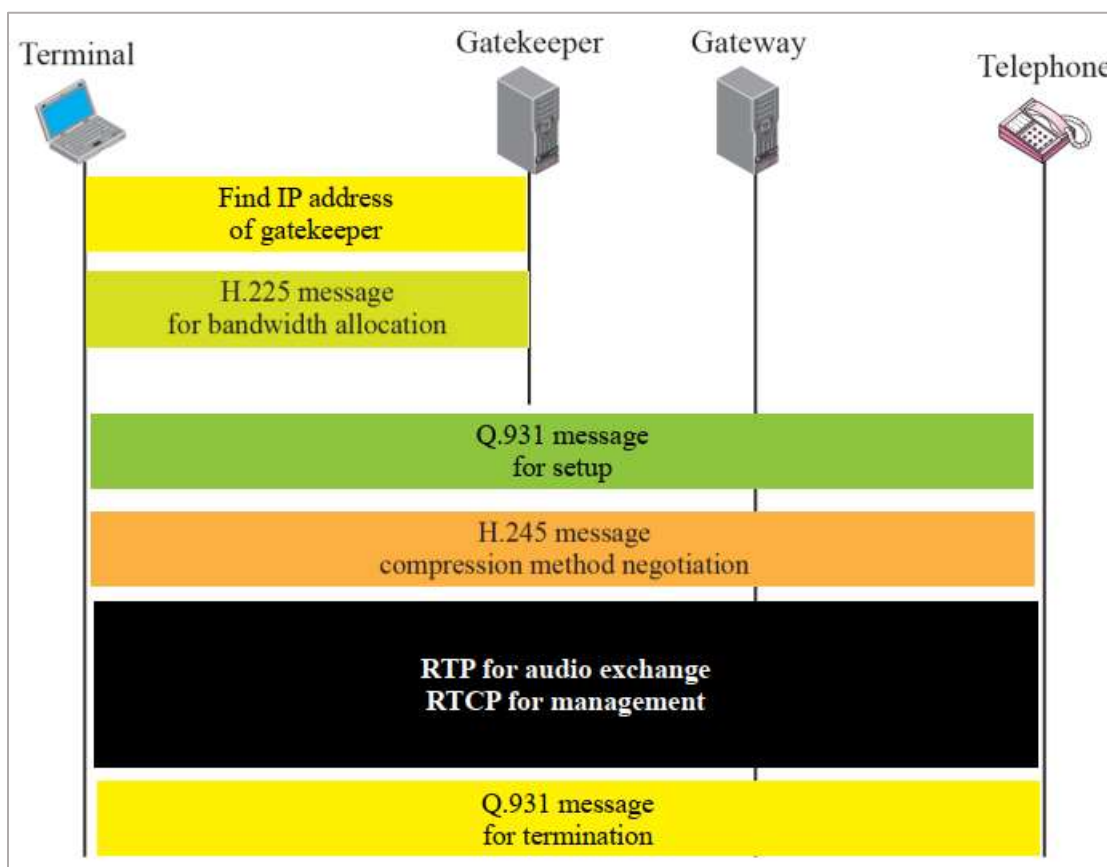 Terminal
Gatekeeper
Gateway
Telephone
Find IP address
of gatekeeper
H.225 message
for bandwidth allocation
Q.931 message
for setup
H.245 message
compression method negotiation
RTP for audio exchange
RTCP for management
Q.931 message
for termination